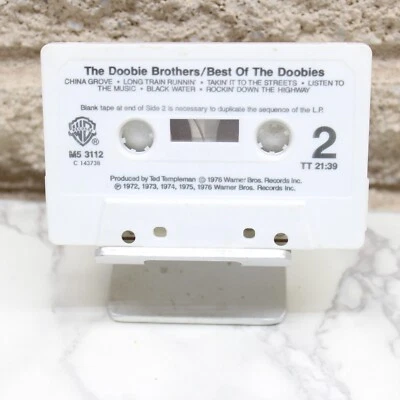 The Doobie Brothers/Best Of The Doobies
CHINA GROVE • LONG TRAIN RUNNIN' • TAKIN' IT TO THE STREETS • LISTEN TO
THE MUSIC • BLACK WATER • ROCKIN' DOWN THE HIGHWAY
Blank tape at end of Side 2 is necessary to duplicate the sequence of the L.P.
WB
M5 3112
C 143738
2
TT 21:39
Produced by Ted Templeman © 1976 Warner Bros. Records Inc.
℗ 1972, 1973, 1974, 1975, 1976 Warner Bros. Records Inc.